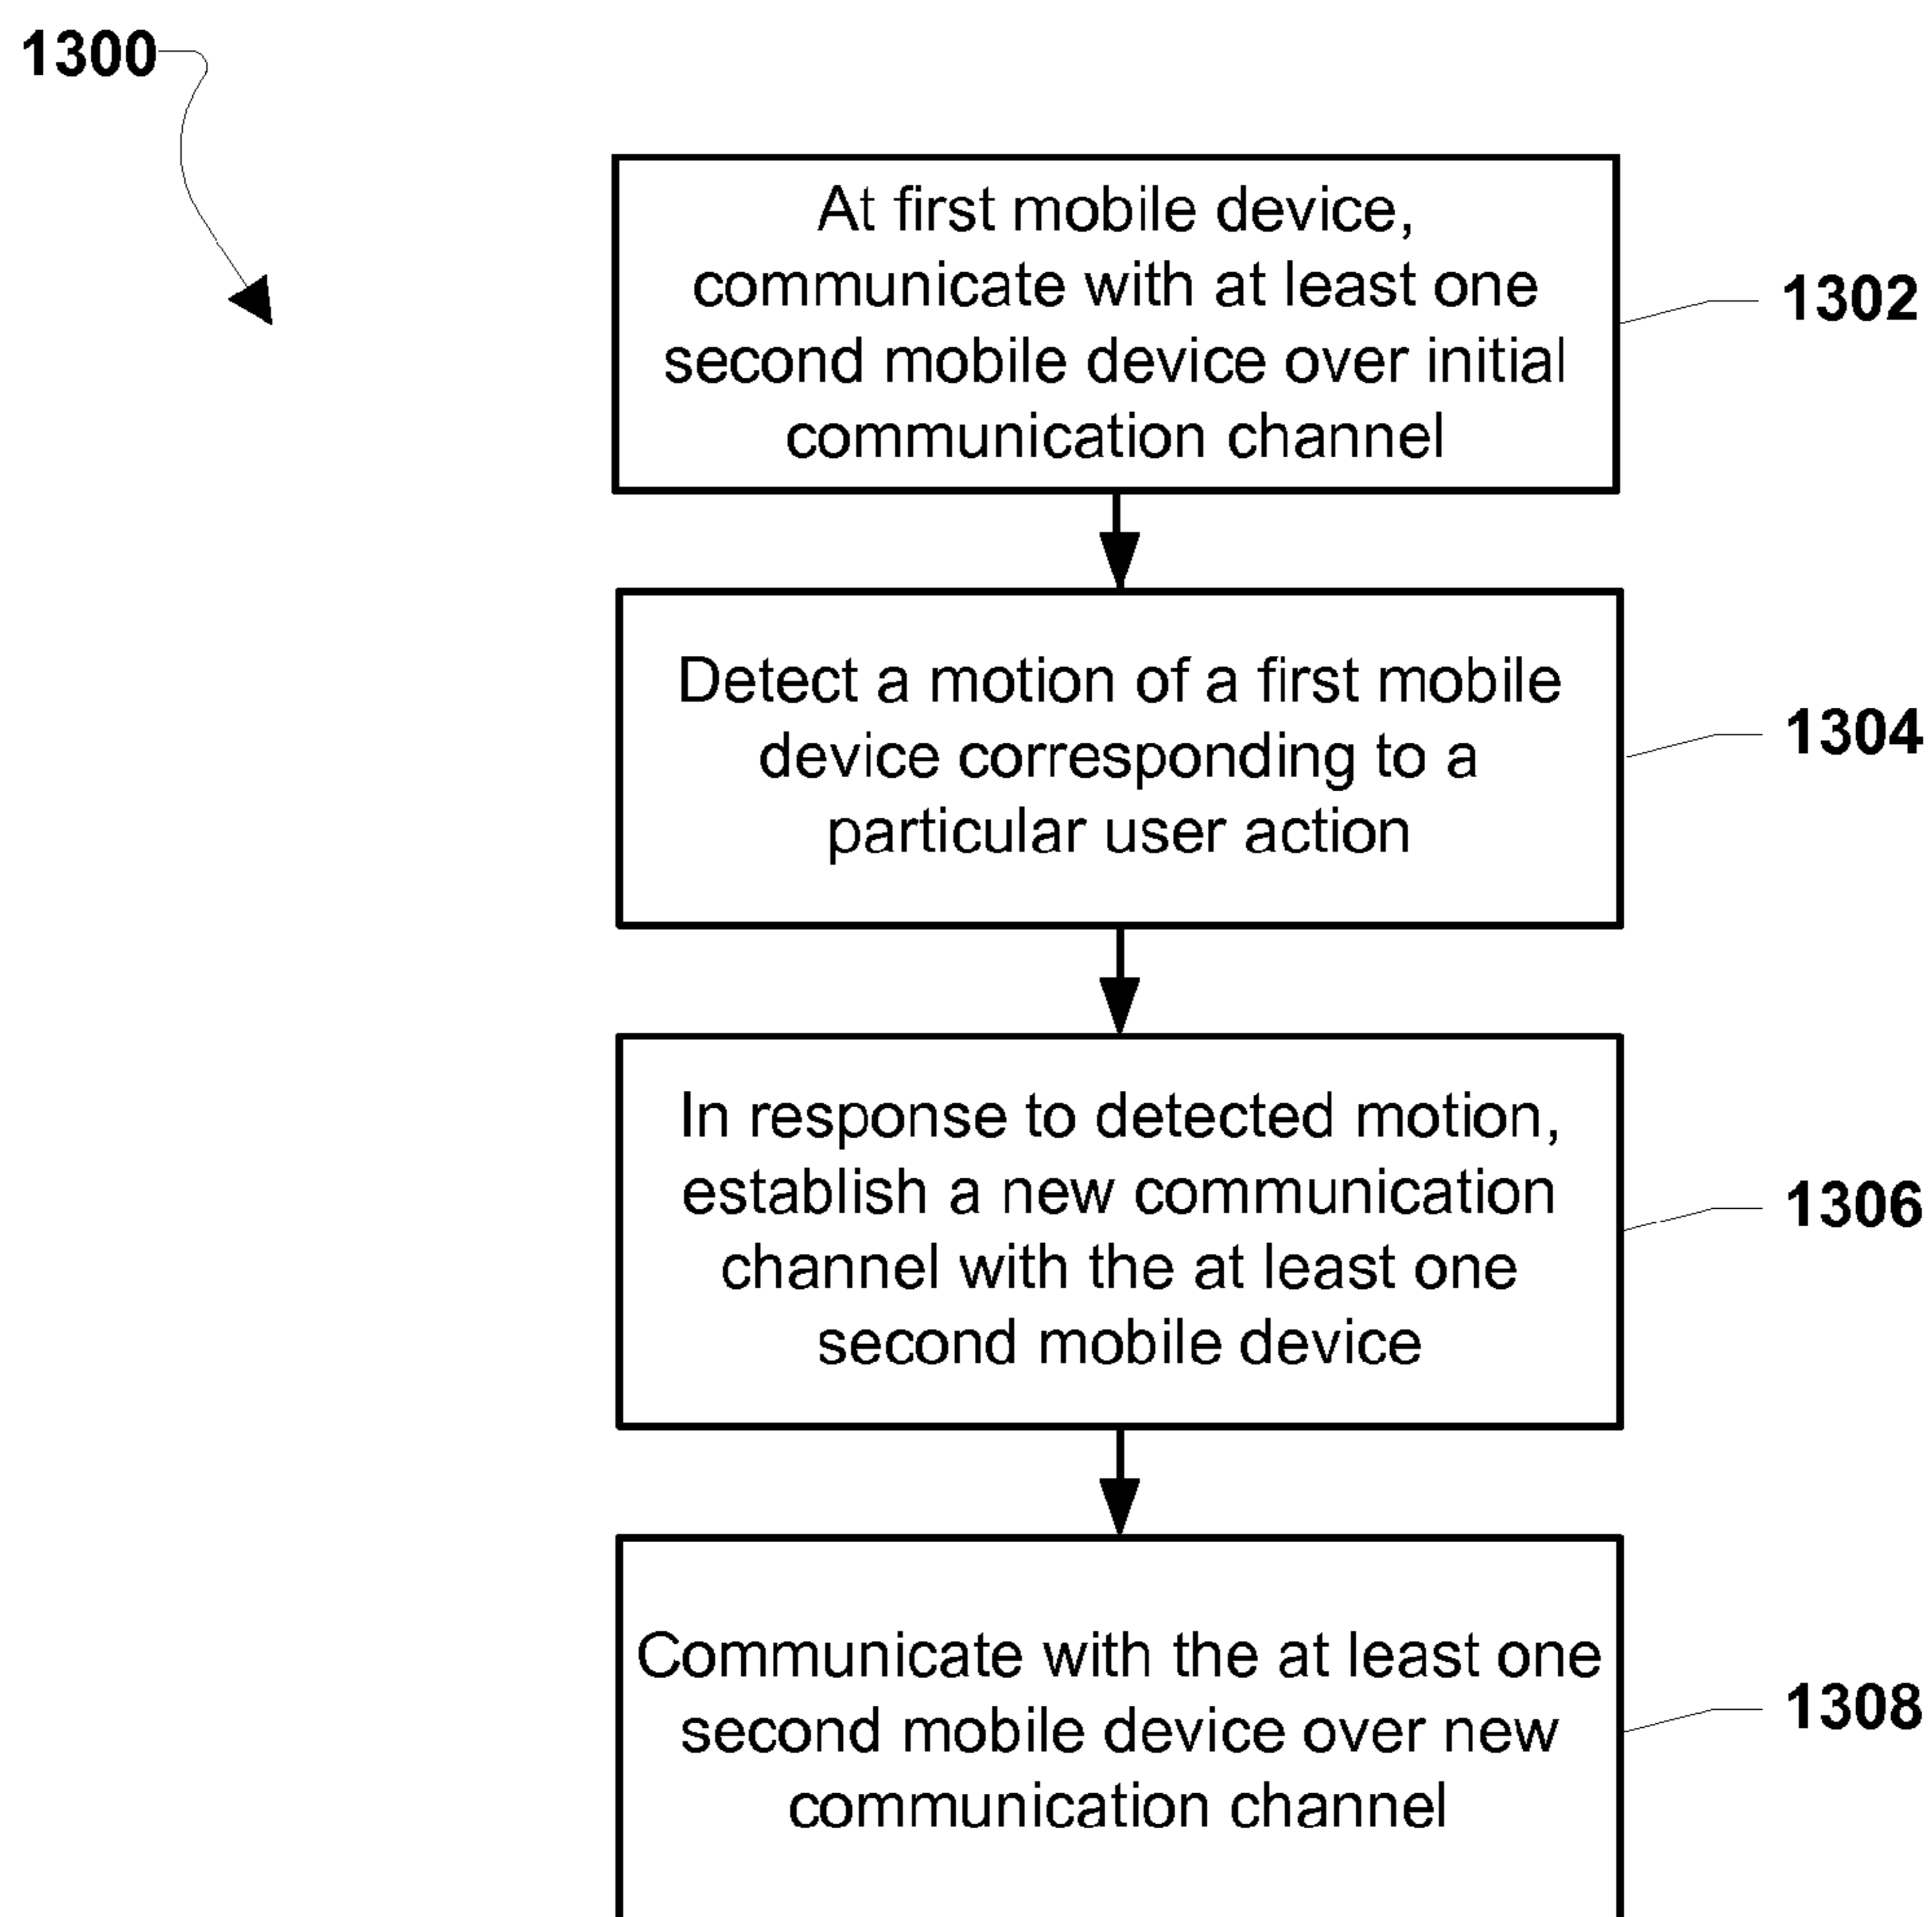 1300
At first mobile device,
communicate with at least one
second mobile device over initial
communication channel
1302
Detect a motion of a first mobile
device corresponding to a
particular user action
1304
In response to detected motion,
establish a new communication
channel with the at least one
second mobile device
1306
Communicate with the at least one
second mobile device over new
communication channel
1308